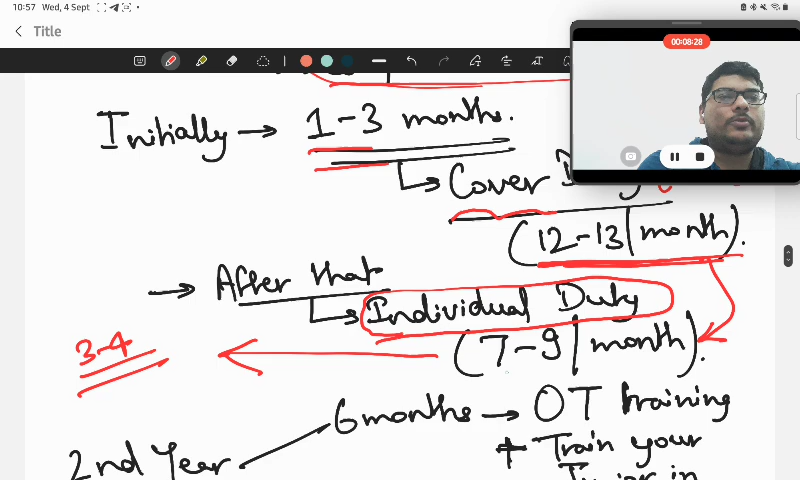 10:57 Wed, 4 Sept
Title
00:08:28
Initially → 1-3 months.
Cover
(12-13/month).
→ After that
Individual Duty
3-4
(7-9/month).
6 months → OT training
+ Train your
2nd Year